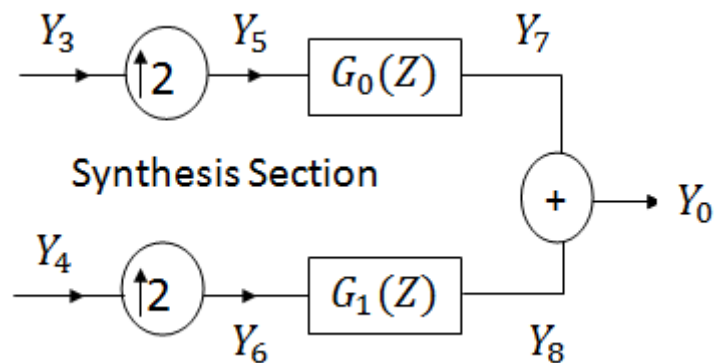 Y₃ ↑2 Y₅ G₀(Z) Y₇
Synthesis Section
+ Y₀
Y₄ ↑2 Y₆ G₁(Z) Y₈